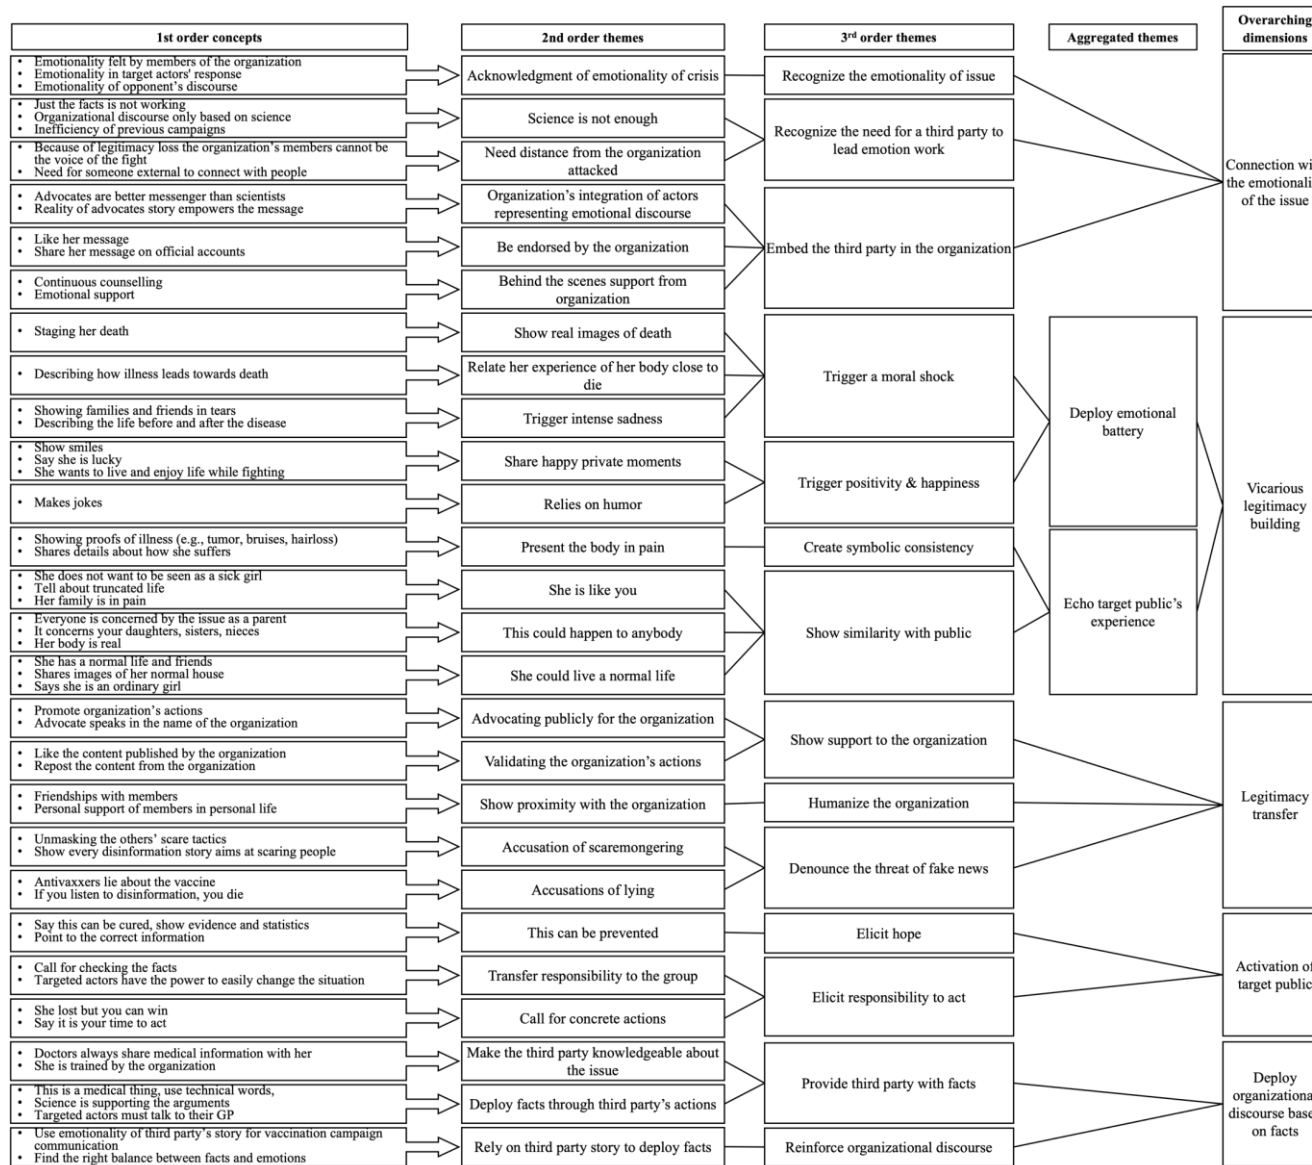 1st order concepts
2nd order themes
3rd order themes
Aggregated themes
Overarching
dimensions
• Emotionality felt by members of the organization
• Emotionality in target actors' response
• Emotionality of opponent's discourse
Acknowledgment of emotionality of crisis
Recognize the emotionality of issue
• Just the facts is not working
• Organizational discourse only based on science
• Inefficiency of previous campaigns
Science is not enough
Recognize the need for a third party to
lead emotion work
• Because of legitimacy loss the organization's members cannot be
the voice of the fight
• Need for someone external to connect with people
Need distance from the organization
attacked
• Advocates are better messenger than scientists
• Reality of advocates story empowers the message
Organization's integration of actors
representing emotional discourse
• Like her message
• Share her message on official accounts
Be endorsed by the organization
Embed the third party in the organization
• Continuous counselling
• Emotional support
Behind the scenes support from
organization
Connection wi
the emotionali
of the issue
• Staging her death
Show real images of death
• Describing how illness leads towards death
Relate her experience of her body close to
die
Trigger a moral shock
• Showing families and friends in tears
• Describing the life before and after the disease
Trigger intense sadness
Deploy emotional
battery
• Show smiles
• Say she is lucky
• She wants to live and enjoy life while fighting
Share happy private moments
Trigger positivity & happiness
• Makes jokes
Relies on humor
Vicarious
legitimacy
building
• Showing proofs of illness (e.g., tumor, bruises, hairloss)
• Shares details about how she suffers
Present the body in pain
Create symbolic consistency
• She does not want to be seen as a sick girl
• Tell about truncated life
• Her family is in pain
She is like you
Echo target public's
experience
• Everyone is concerned by the issue as a parent
• It concerns your daughters, sisters, nieces
• Her body is real
This could happen to anybody
Show similarity with public
• She has a normal life and friends
• Shares images of her normal house
• Says she is an ordinary girl
She could live a normal life
• Promote organization's actions
• Advocate speaks in the name of the organization
Advocating publicly for the organization
Show support to the organization
• Like the content published by the organization
• Repost the content from the organization
Validating the organization's actions
• Friendships with members
• Personal support of members in personal life
Show proximity with the organization
Humanize the organization
Legitimacy
transfer
• Unmasking the others' scare tactics
• Show every disinformation story aims at scaring people
Accusation of scaremongering
Denounce the threat of fake news
• Antivaxxers lie about the vaccine
• If you listen to disinformation, you die
Accusations of lying
• Say this can be cured, show evidence and statistics
• Point to the correct information
This can be prevented
Elicit hope
• Call for checking the facts
• Targeted actors have the power to easily change the situation
Transfer responsibility to the group
Elicit responsibility to act
Activation of
target public
• She lost but you can win
• Say it is your time to act
Call for concrete actions
• Doctors always share medical information with her
• She is trained by the organization
Make the third party knowledgeable about
the issue
Provide third party with facts
• This is a medical thing, use technical words,
• Science is supporting the arguments
• Targeted actors must talk to their GP
Deploy facts through third party's actions
Deploy
organizationa
discourse base
on facts
• Use emotionality of third party's story for vaccination campaign
communication
• Find the right balance between facts and emotions
Rely on third party story to deploy facts
Reinforce organizational discourse